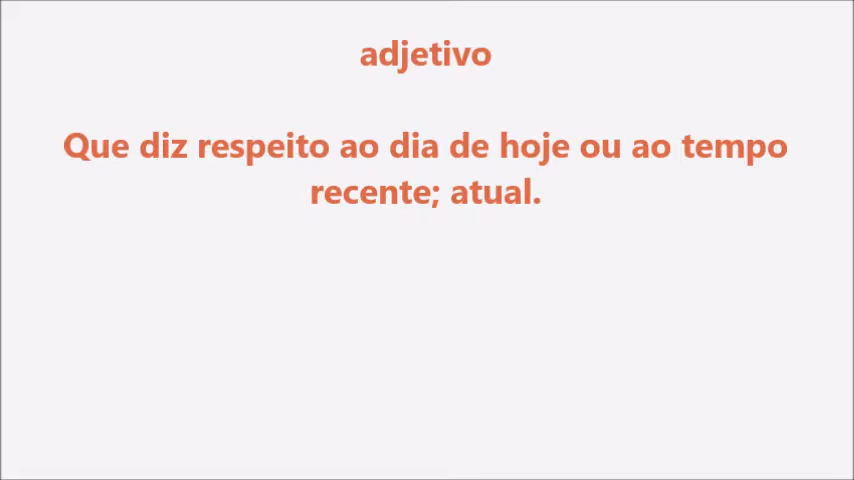 adjetivo
Que diz respeito ao dia de hoje ou ao tempo
recente; atual.